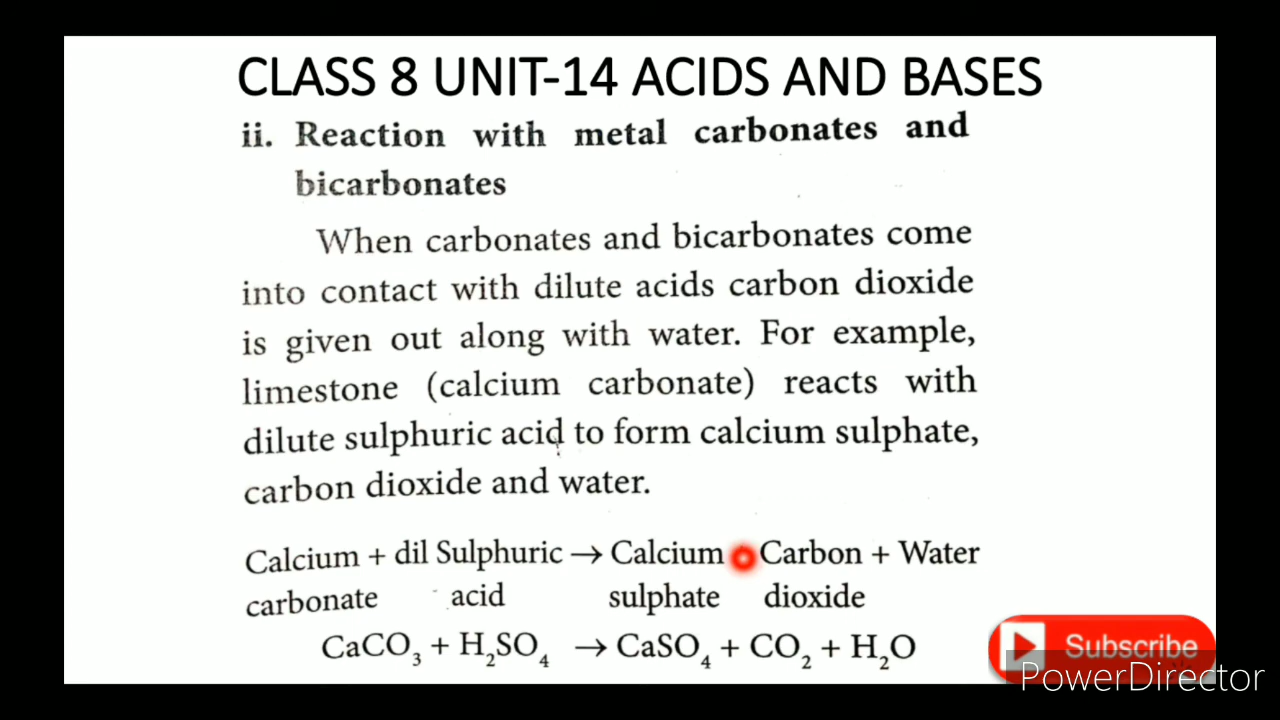 CLASS 8 UNIT-14 ACIDS AND BASES
ii. Reaction with metal carbonates and
bicarbonates
When carbonates and bicarbonates come
into contact with dilute acids carbon dioxide
is given out along with water. For example,
limestone (calcium carbonate) reacts with
dilute sulphuric acid to form calcium sulphate,
carbon dioxide and water.
Calcium + dil Sulphuric → Calcium Carbon + Water
carbonate acid sulphate dioxide
CaCO₃ + H₂SO₄ → CaSO₄ + CO₂ + H₂O
Subscribe
PowerDirector